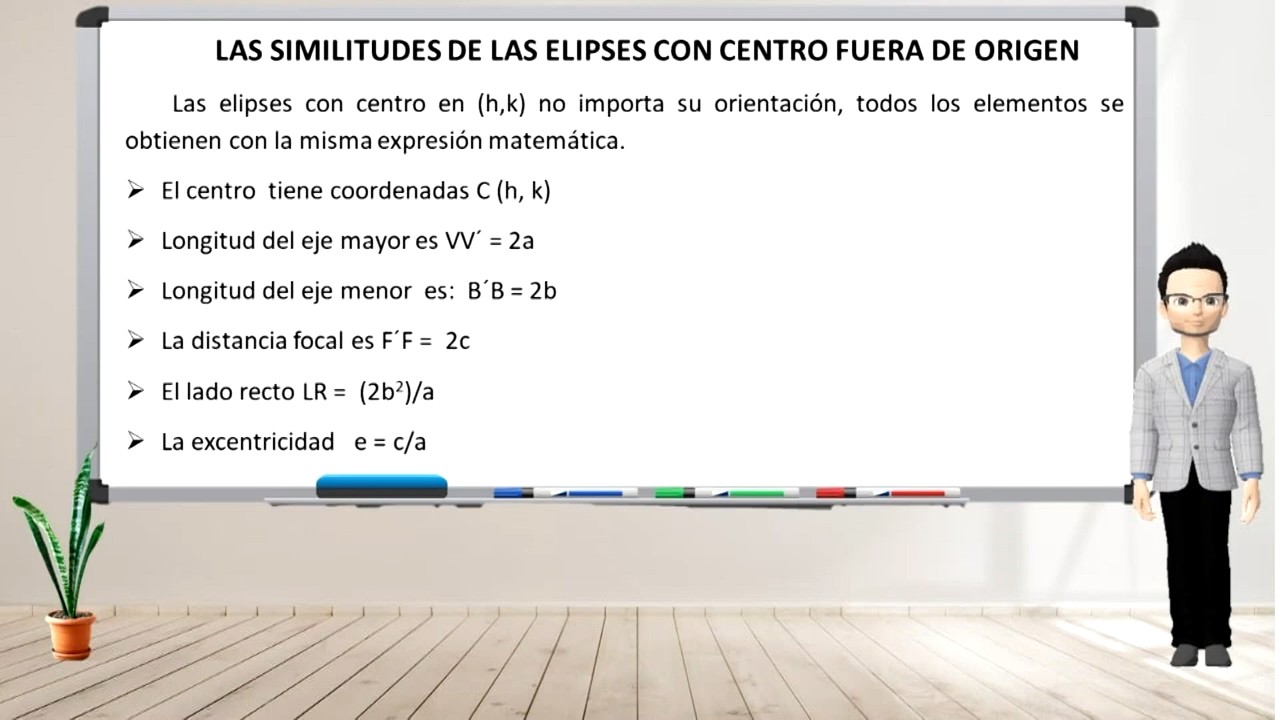 LAS SIMILITUDES DE LAS ELIPSES CON CENTRO FUERA DE ORIGEN
Las elipses con centro en (h,k) no importa su orientación, todos los elementos se
obtienen con la misma expresión matemática.
➢ El centro tiene coordenadas C (h, k)
➢ Longitud del eje mayor es VV´ = 2a
➢ Longitud del eje menor es: B´B = 2b
➢ La distancia focal es F´F = 2c
➢ El lado recto LR = (2b²)/a
➢ La excentricidad e = c/a